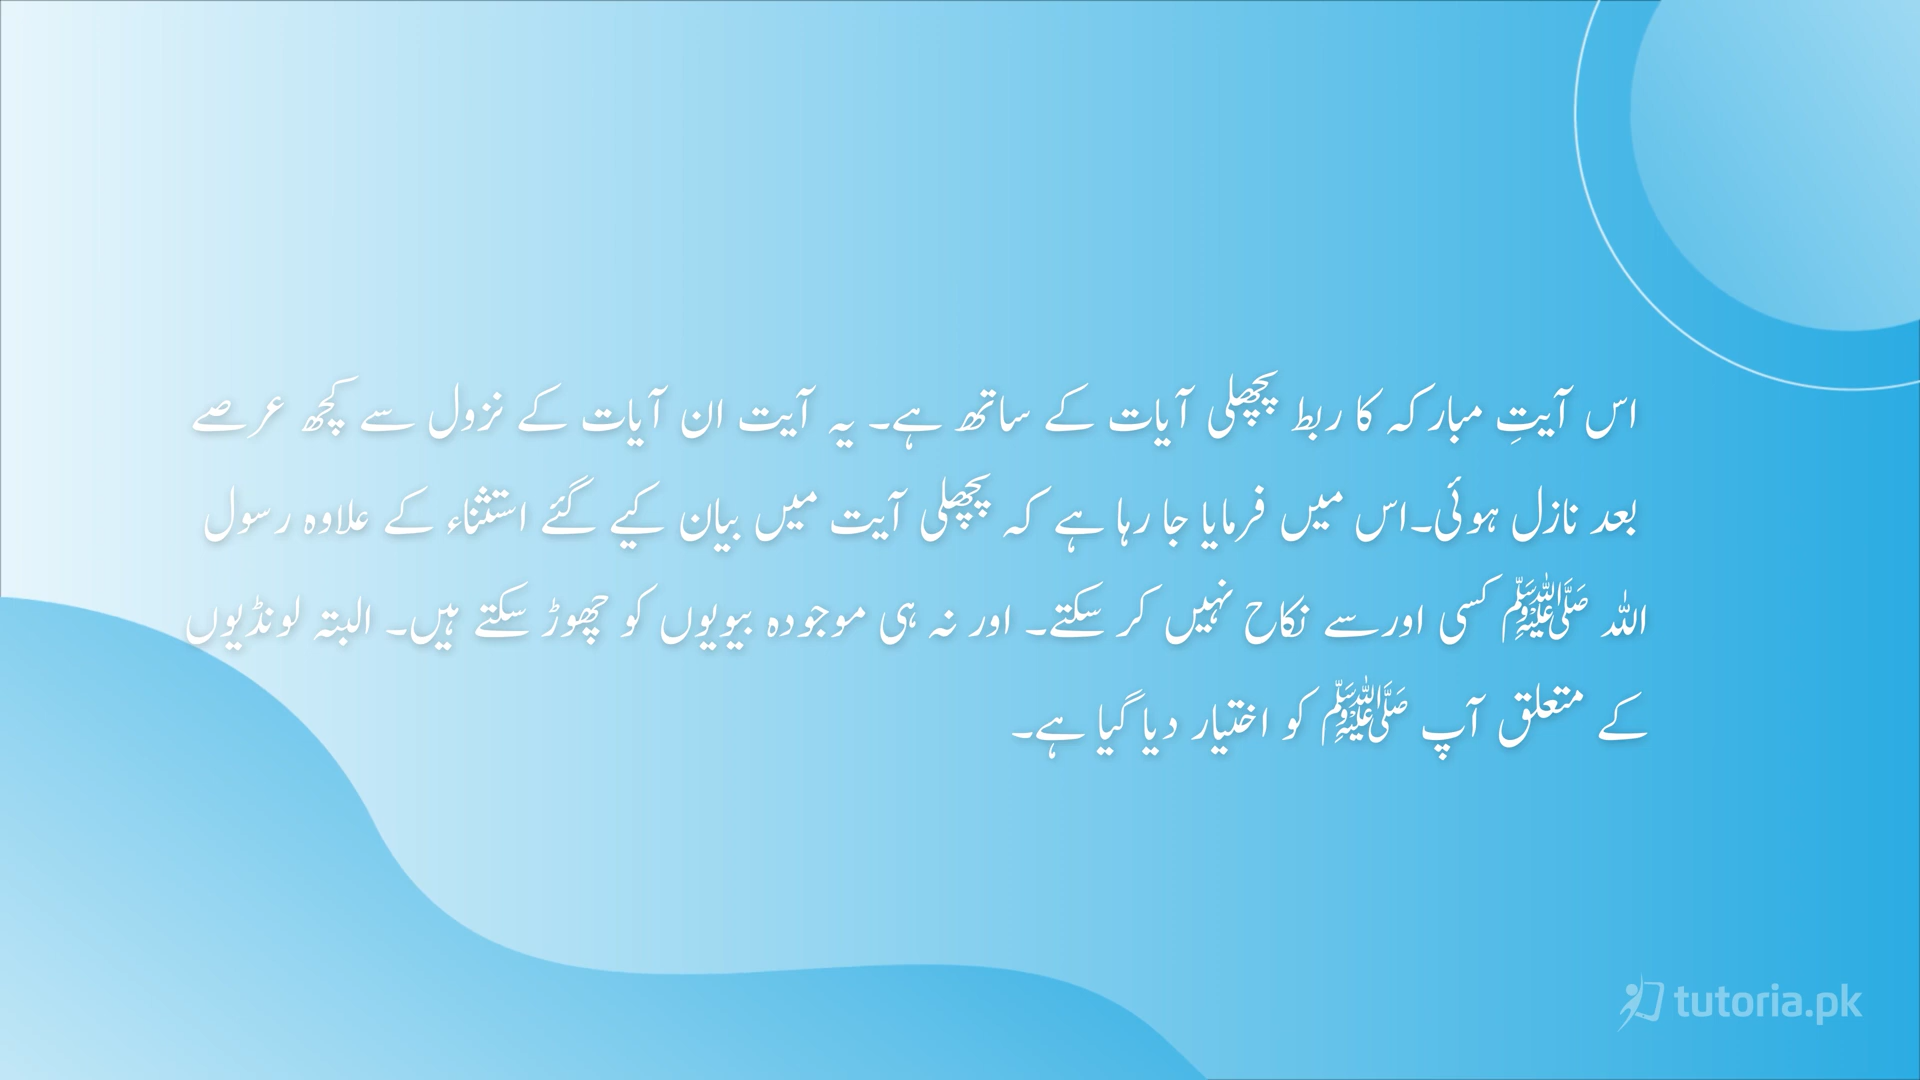 اس آیتِ مبارکہ کا ربط پچھلی آیات کے ساتھ ہے۔ یہ آیت ان آیات کے نزول سے کچھ عرصے
بعد نازل ہوئی۔اس میں فرمایا جا رہا ہے کہ پچھلی آیت میں بیان کیے گئے استثناء کے علاوہ رسول
اللہ ﷺ کسی اورسے نکاح نہیں کر سکتے۔ اور نہ ہی موجودہ بیویوں کو چھوڑ سکتے ہیں۔ البتہ لونڈیوں
کے متعلق آپ ﷺ کو اختیار دیا گیا ہے۔
tutoria.pk